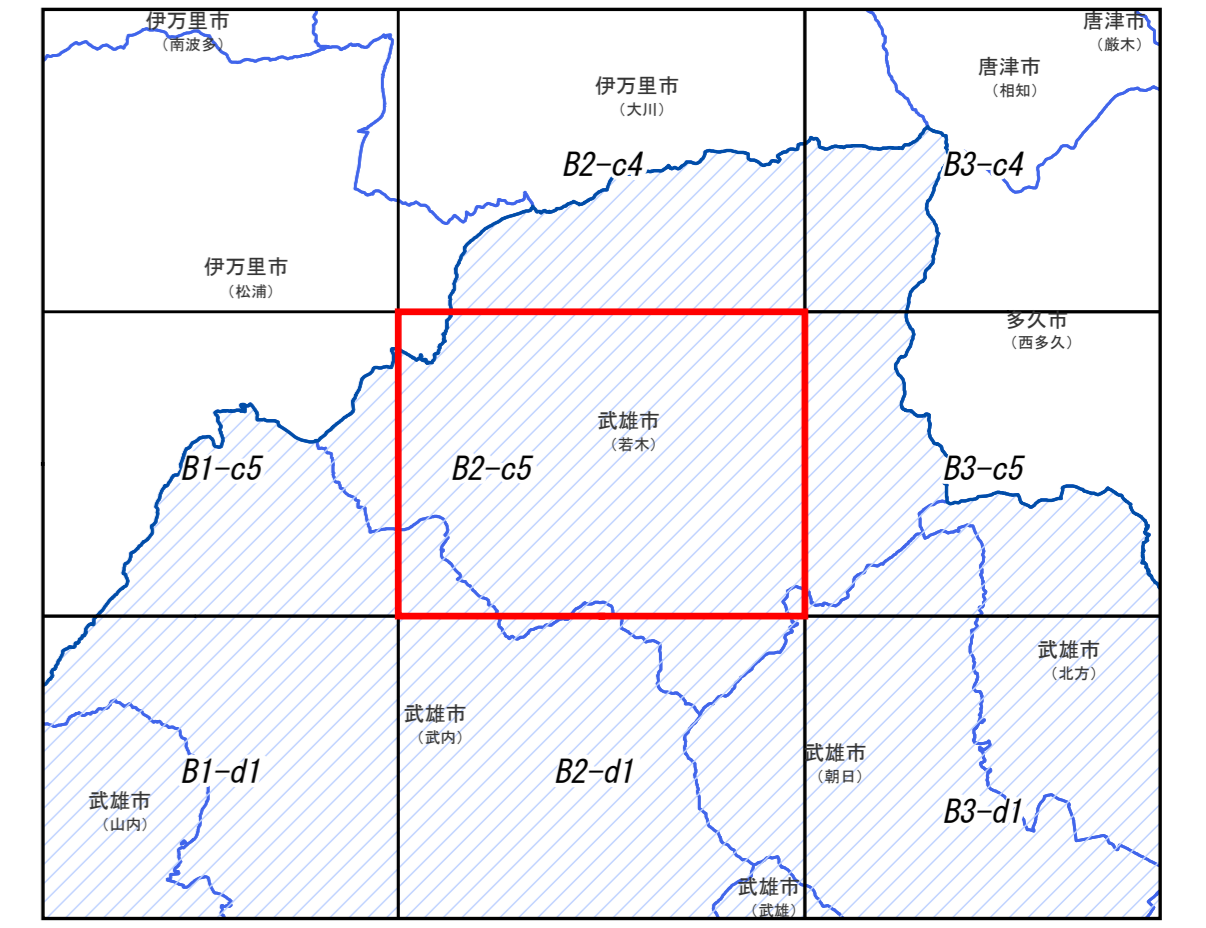 伊万里市
（南波多）
唐津市
（厳木）
唐津市
（相知）
伊万里市
（大川）
B2-c4
B3-c4
伊万里市
（松浦）
多久市
（西多久）
武雄市
（若木）
B1-c5
B2-c5
B3-c5
武雄市
（北方）
武雄市
（武内）
武雄市
（朝日）
B1-d1
B2-d1
武雄市
（山内）
B3-d1
武雄市
（武雄）